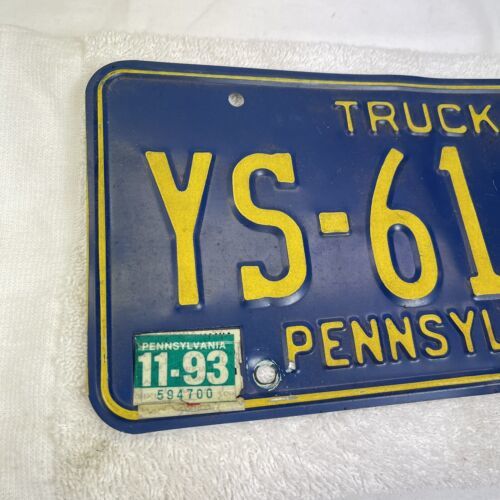 TRUCK
YS-61
PENNSYL
PENNSYLVANIA
11-93
594700